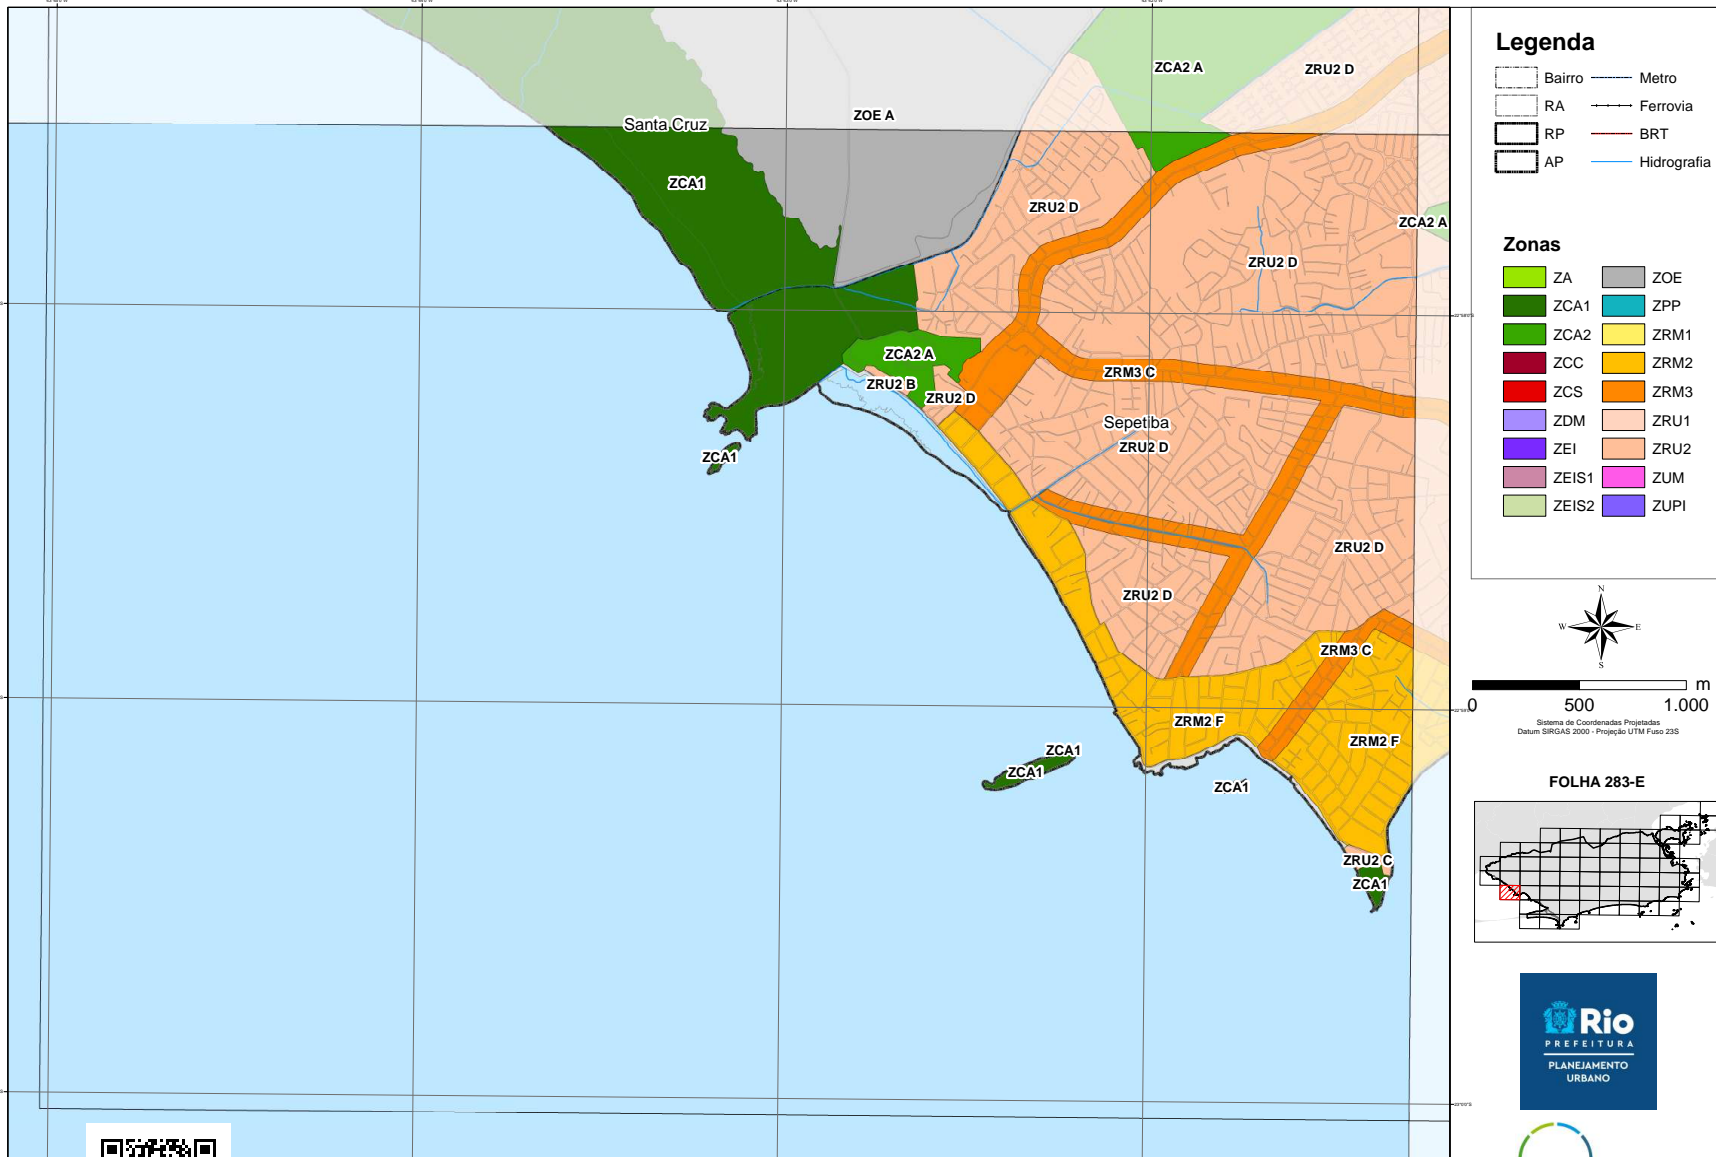 ZCA2 A
ZRU2 D
ZOE A
Santa Cruz
ZCA1
ZRU2 D
ZCA2 A
ZRU2 D
ZCA2 A
ZRU2 B
ZRU2 D
ZRM3 C
Sepetiba
ZRU2 D
ZCA1
ZRU2 D
ZRU2 D
ZRM3 C
ZRM2 F
ZRM2 F
ZCA1
ZCA1
ZCA1
ZRU2 C
ZCA1
Legenda
Bairro
Metro
RA
Ferrovia
RP
BRT
AP
Hidrografia
Zonas
ZA
ZOE
ZCA1
ZPP
ZCA2
ZRM1
ZCC
ZRM2
ZCS
ZRM3
ZDM
ZRU1
ZEI
ZRU2
ZEIS1
ZUM
ZEIS2
ZUPI
N
W
E
S
m
0
500
1.000
Sistema de Coordenadas Projetadas
Datum SIRGAS 2000 - Projeção UTM Fuso 23S
FOLHA 283-E
Rio
PREFEITURA
PLANEJAMENTO
URBANO